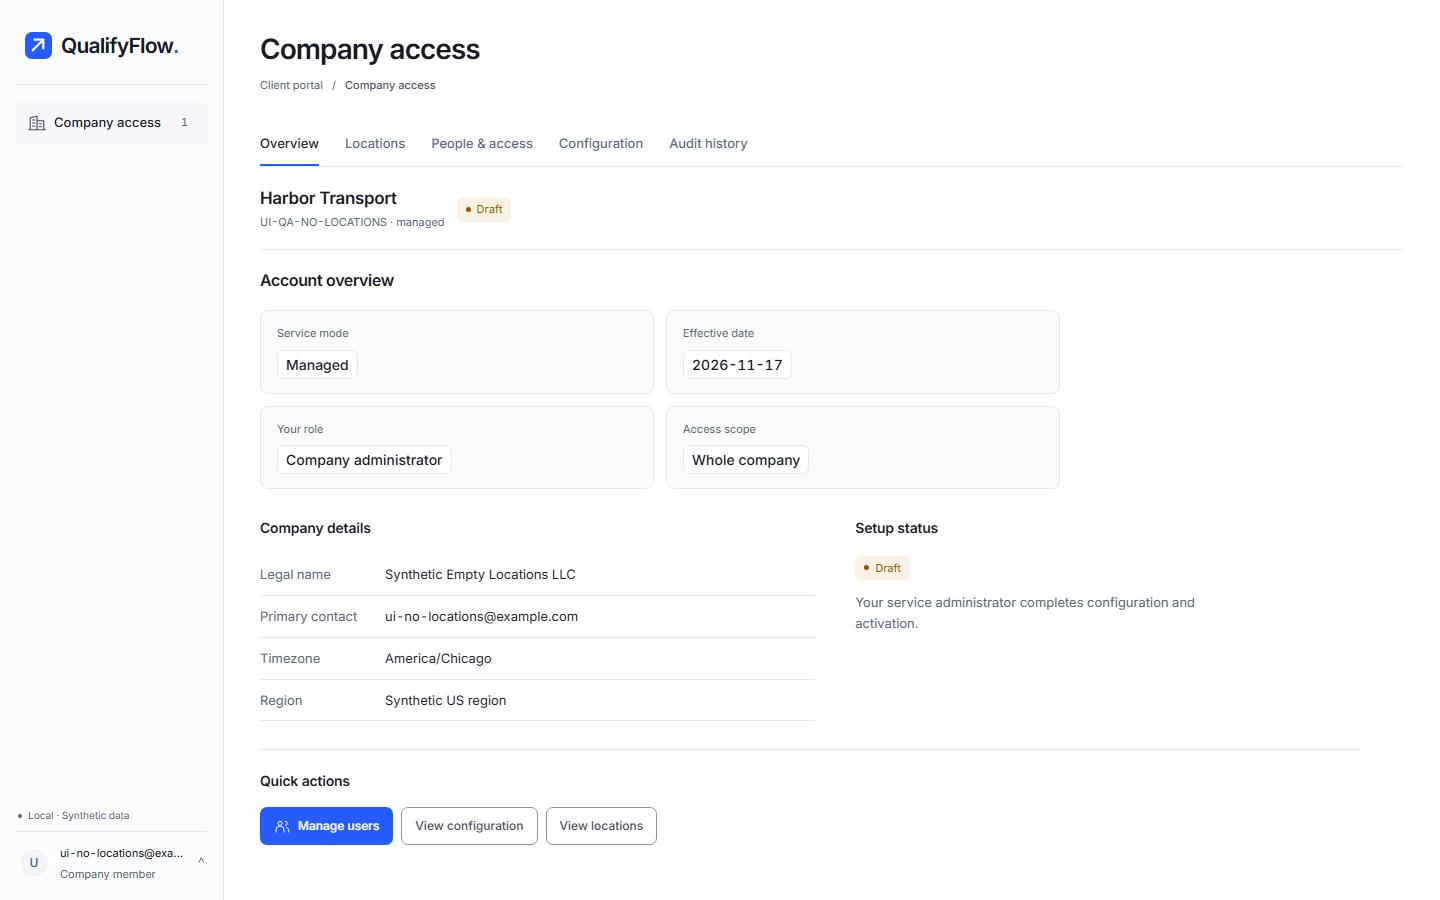 QualifyFlow.
Company access 1
Local · Synthetic data
U
ui-no-locations@exa...
Company member
^
Company access
Client portal / Company access
Overview Locations People & access Configuration Audit history
Harbor Transport
UI-QA-NO-LOCATIONS · managed
Draft
Account overview
Service mode
Managed
Effective date
2026-11-17
Your role
Company administrator
Access scope
Whole company
Company details
Legal name Synthetic Empty Locations LLC
Primary contact ui-no-locations@example.com
Timezone America/Chicago
Region Synthetic US region
Setup status
Draft
Your service administrator completes configuration and
activation.
Quick actions
Manage users View configuration View locations